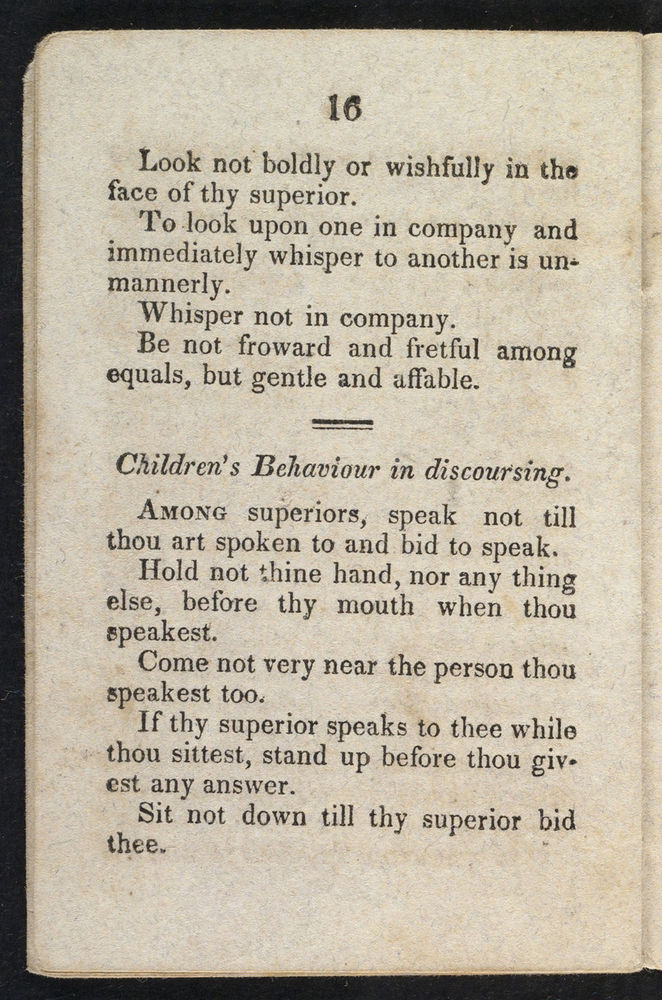 16
Look not boldly or wishfully in the
face of thy superior.
To look upon one in company and
immediately whisper to another is un-
mannerly.
Whisper not in company.
Be not froward and fretful among
equals, but gentle and affable.
Children's Behaviour in discoursing.
AMONG superiors, speak not till
thou art spoken to and bid to speak.
Hold not thine hand, nor any thing
else, before thy mouth when thou
speakest.
Come not very near the person thou
speakest too.
If thy superior speaks to thee while
thou sittest, stand up before thou giv-
est any answer.
Sit not down till thy superior bid
thee.